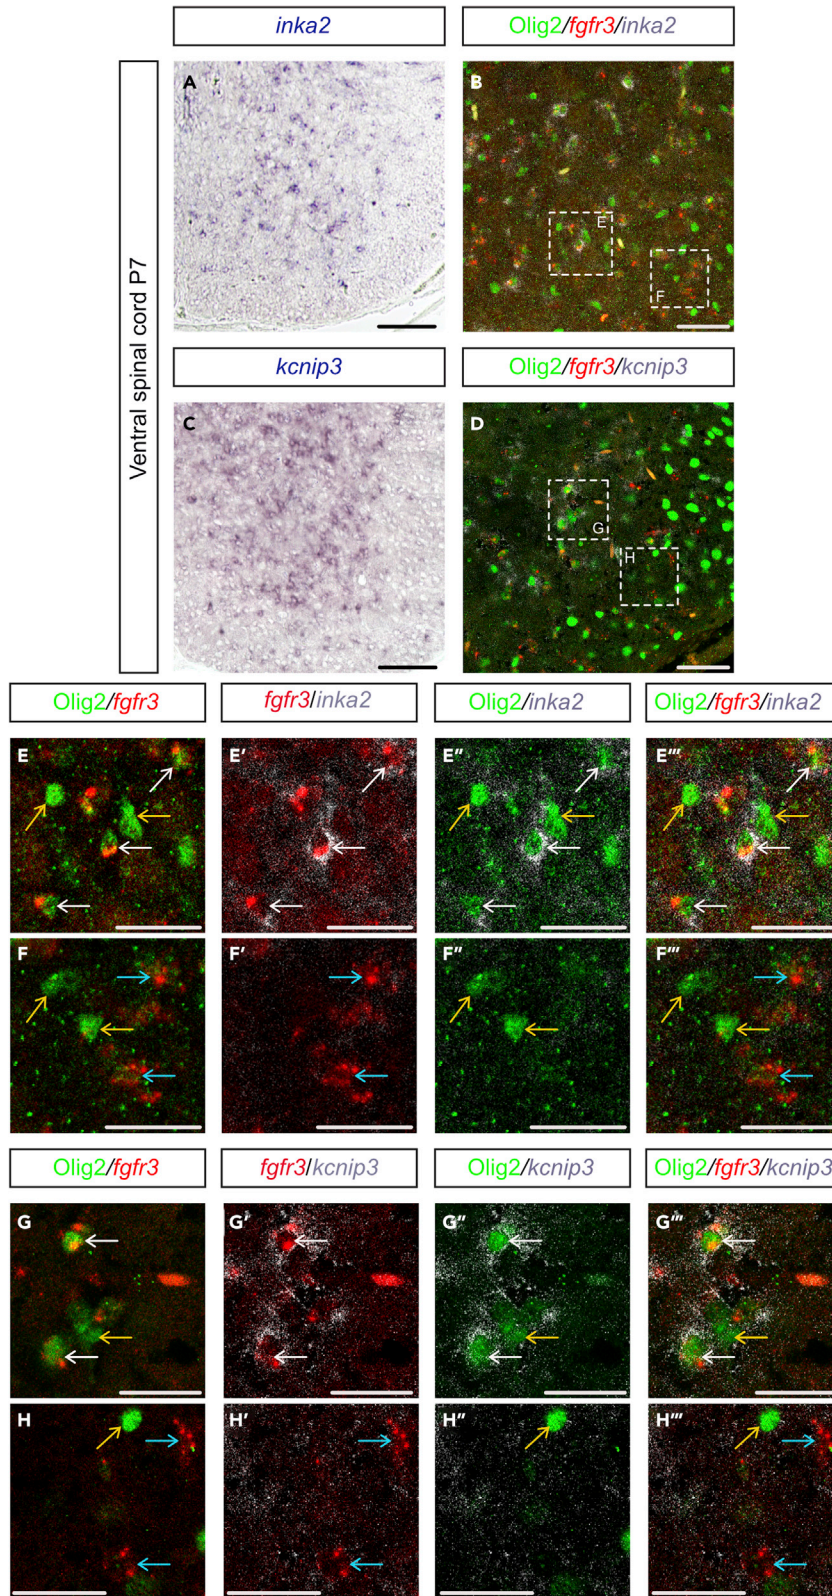 inka2
Olig2/fgfr3/inka2
Ventral spinal cord P7
A
B
E
F
kcnip3
Olig2/fgfr3/kcnip3
C
D
G
H
Olig2/fgfr3
fgfr3/inka2
Olig2/inka2
Olig2/fgfr3/inka2
E
E'
E''
E'''
F
F'
F''
F'''
Olig2/fgfr3
fgfr3/kcnip3
Olig2/kcnip3
Olig2/fgfr3/kcnip3
G
G'
G''
G'''
H
H'
H''
H'''